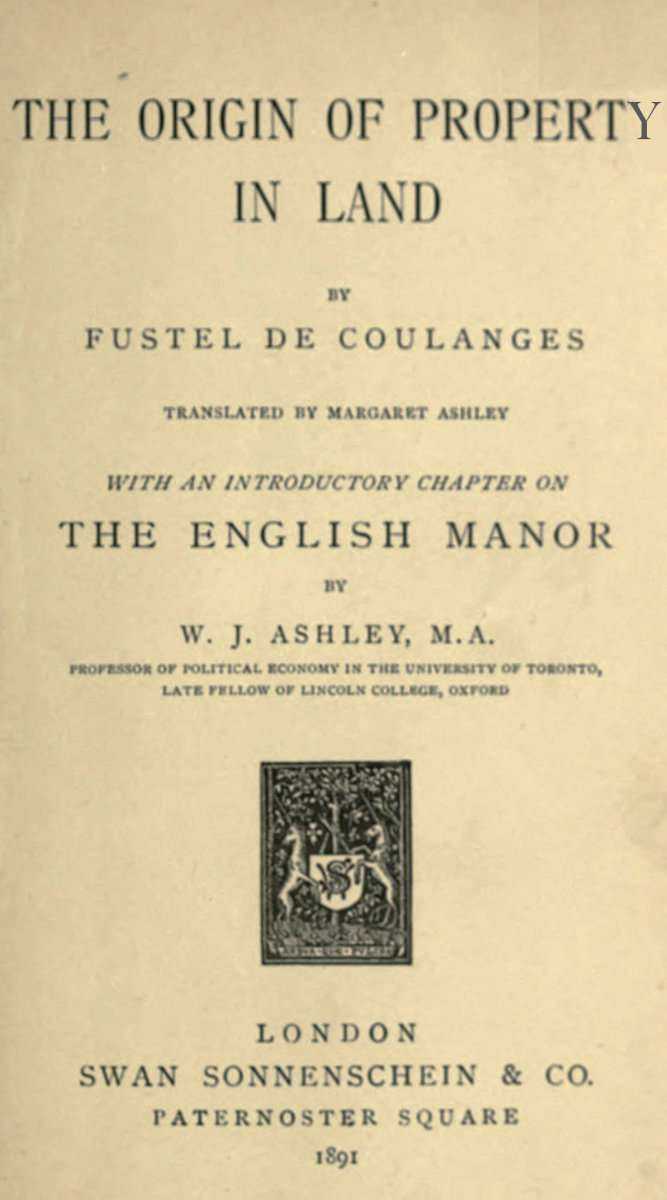 THE ORIGIN OF PROPERTY
IN LAND
BY
FUSTEL DE COULANGES
TRANSLATED BY MARGARET ASHLEY
WITH AN INTRODUCTORY CHAPTER ON
THE ENGLISH MANOR
BY
W. J. ASHLEY, M.A.
PROFESSOR OF POLITICAL ECONOMY IN THE UNIVERSITY OF TORONTO,
LATE FELLOW OF LINCOLN COLLEGE, OXFORD
LONDON
SWAN SONNENSCHEIN & CO.
PATERNOSTER SQUARE
1891